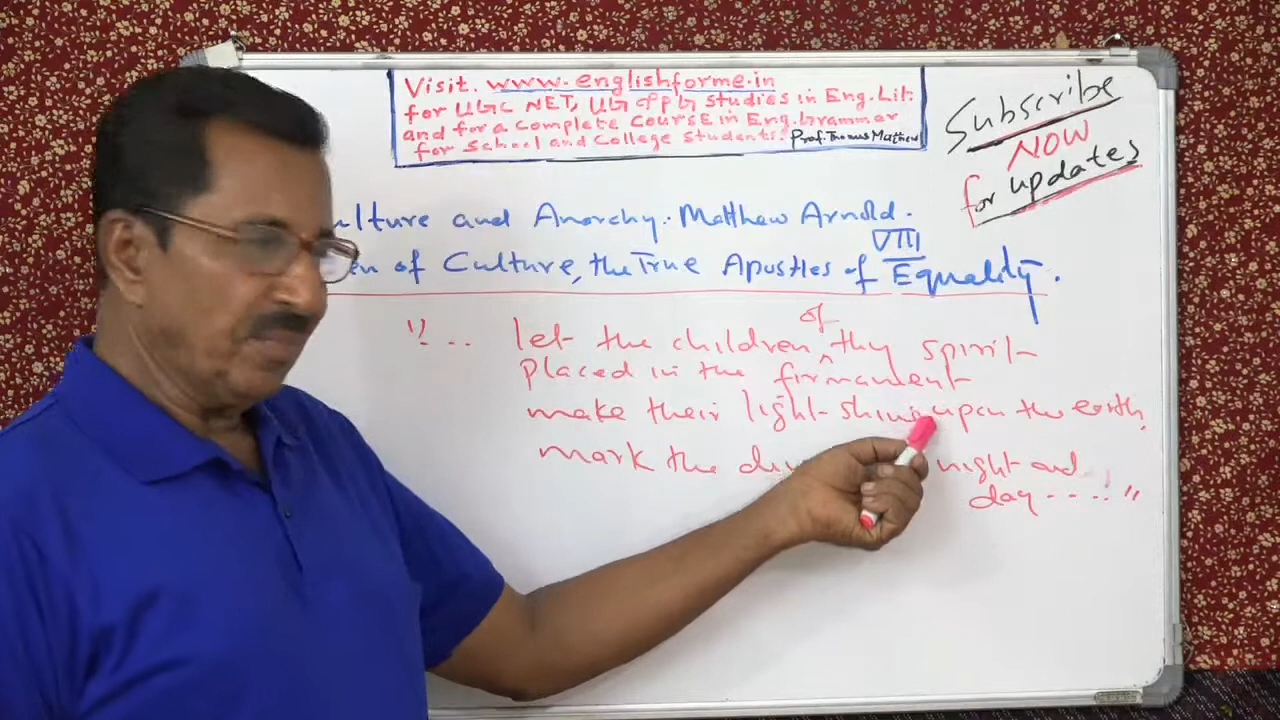 Visit. www.englishforme.in
for UGC NET, UG & PG Studies in Eng. Lit.
and for a Complete Course in Eng. Grammar
for School and College Students. Prof. Thomas Mathew
Subscribe
NOW
for updates
ulture and Anarchy. Matthew Arnold.
VIII
en of Culture, the True Apostles of Equality.
"... let the children of thy spirit
placed in the firmament
make their light shine upon the earth,
mark the night and
day ...."